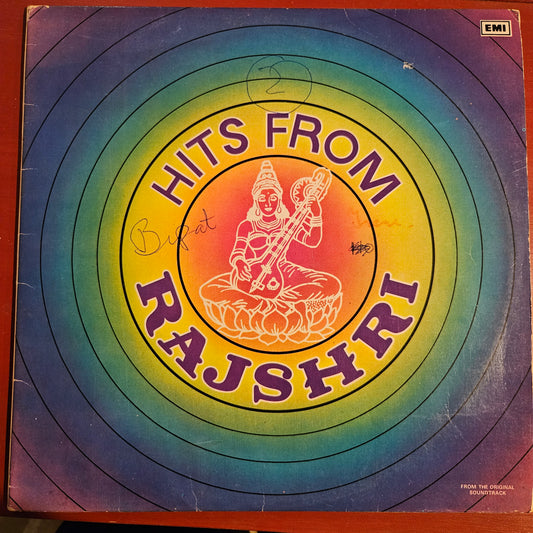 EMI
2
HITS FROM
Bipat
RAJSHRI
FROM THE ORIGINAL
SOUNDTRACK